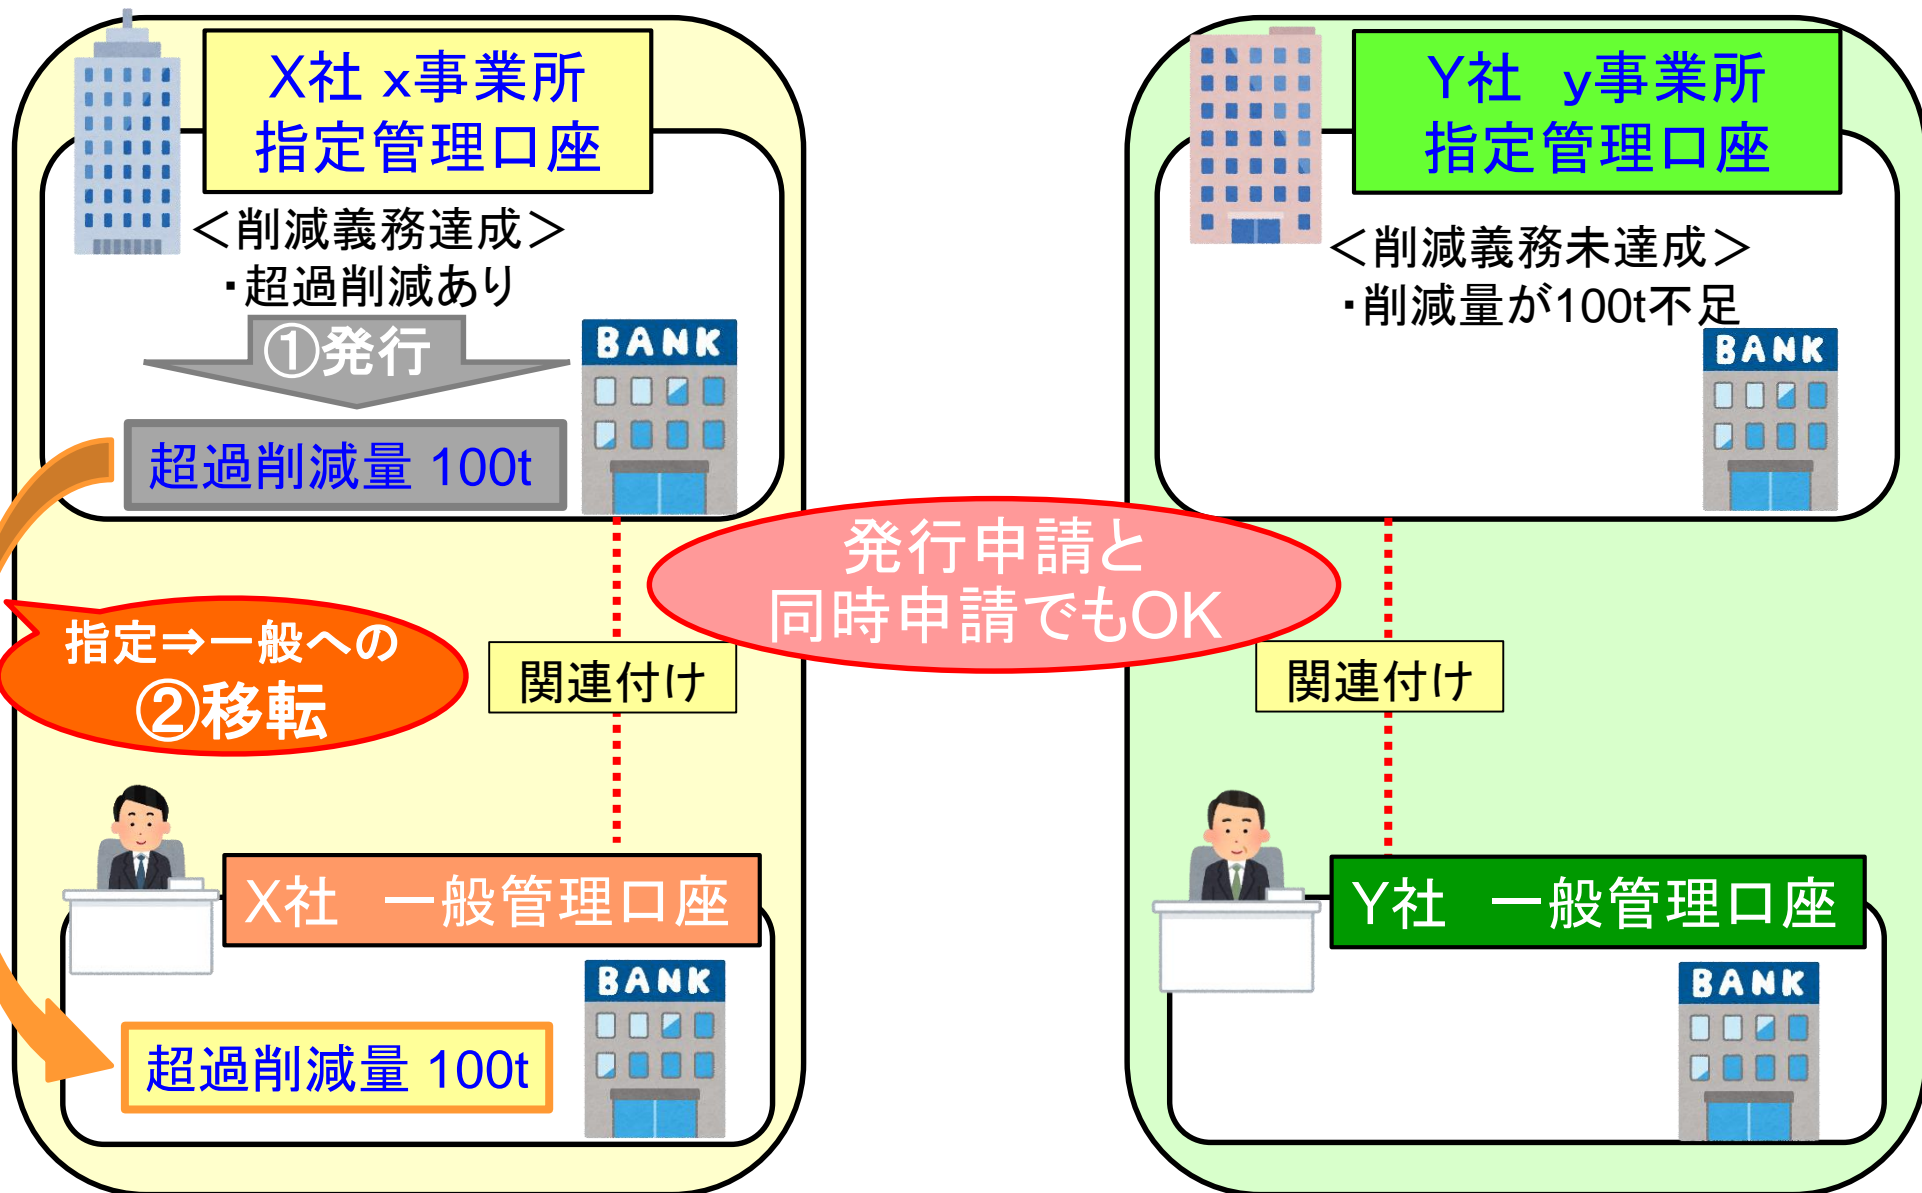 X社 x事業所
指定管理口座
＜削減義務達成＞
・超過削減あり
①発行
BANK
超過削減量 100t
指定⇒一般への
②移転
関連付け
X社　一般管理口座
BANK
超過削減量 100t
発行申請と
同時申請でもOK
Y社　y事業所
指定管理口座
＜削減義務未達成＞
・削減量が100t不足
BANK
関連付け
Y社　一般管理口座
BANK